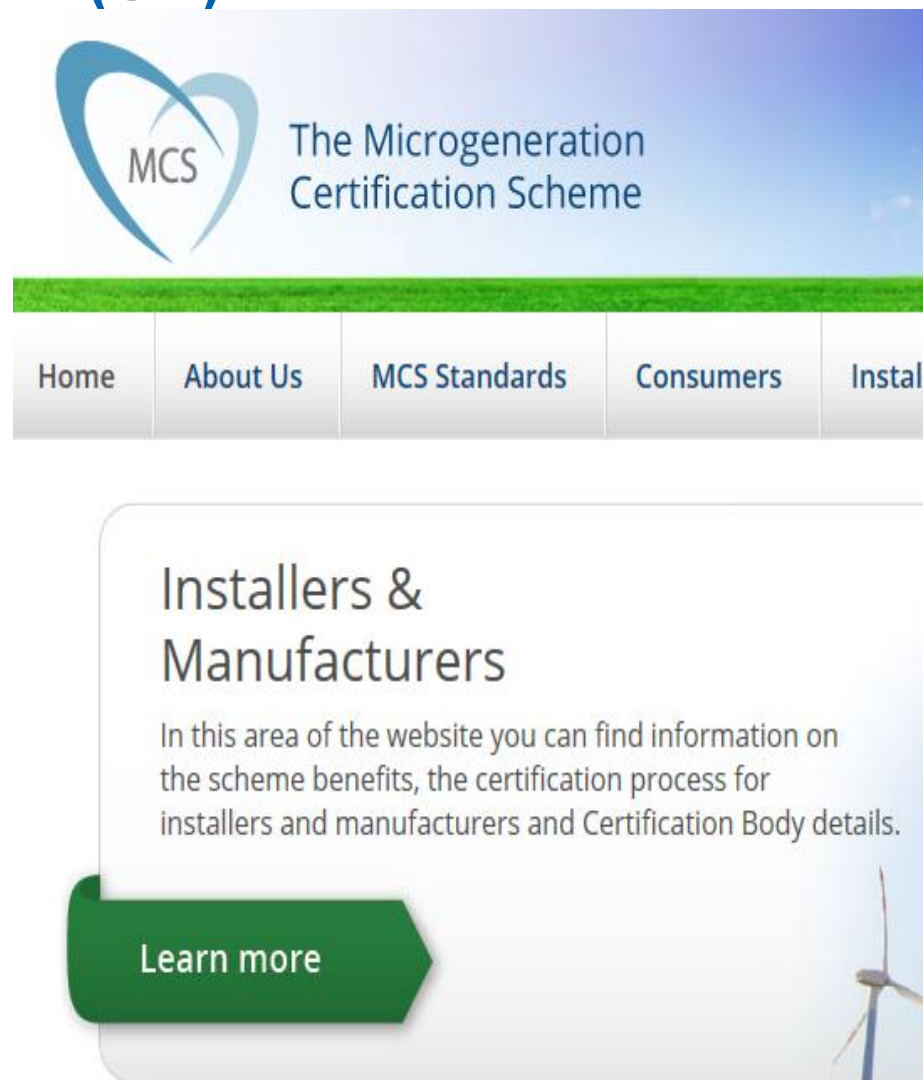 MCS
The Microgeneration
Certification Scheme
Home About Us MCS Standards Consumers Instal
Installers &
Manufacturers
In this area of the website you can find information on
the scheme benefits, the certification process for
installers and manufacturers and Certification Body details.
Learn more